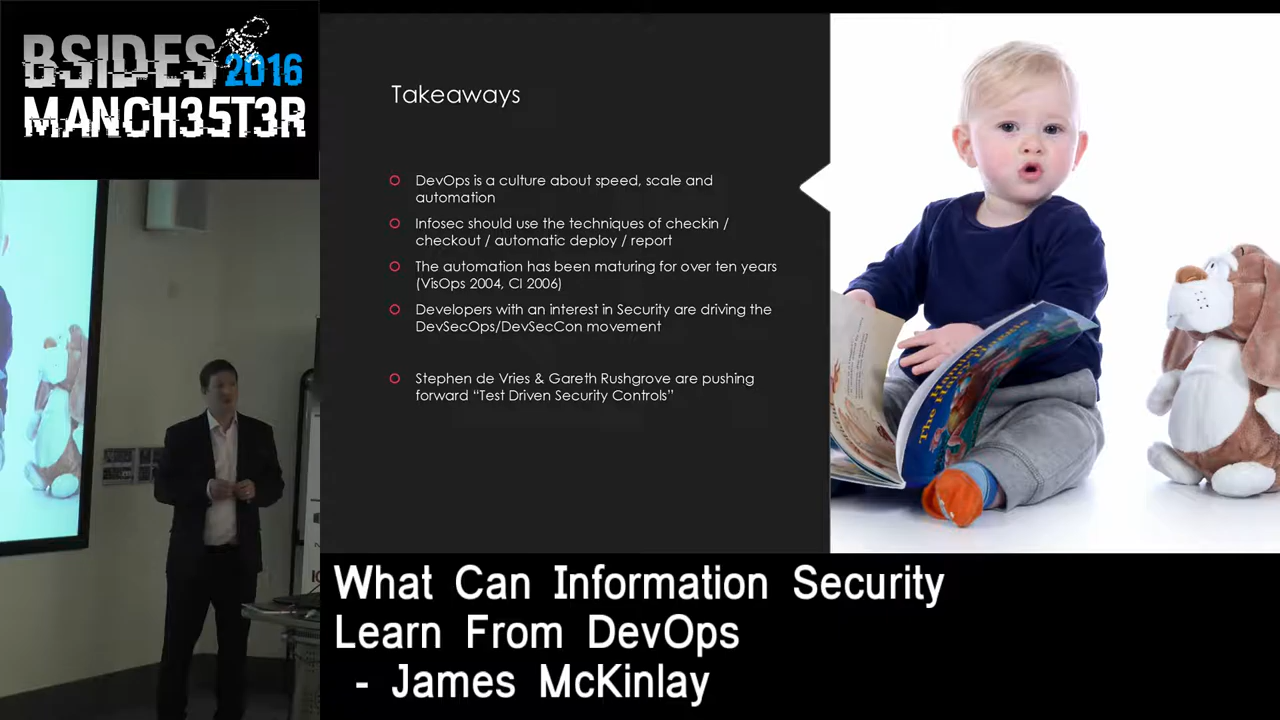 BSIDES 2016
MANCH35T3R
Takeaways
DevOps is a culture about speed, scale and
automation
Infosec should use the techniques of checkin /
checkout / automatic deploy / report
The automation has been maturing for over ten years
(VisOps 2004, CI 2006)
Developers with an interest in Security are driving the
DevSecOps/DevSecCon movement
Stephen de Vries & Gareth Rushgrove are pushing
forward “Test Driven Security Controls”
What Can Information Security
Learn From DevOps
- James McKinlay